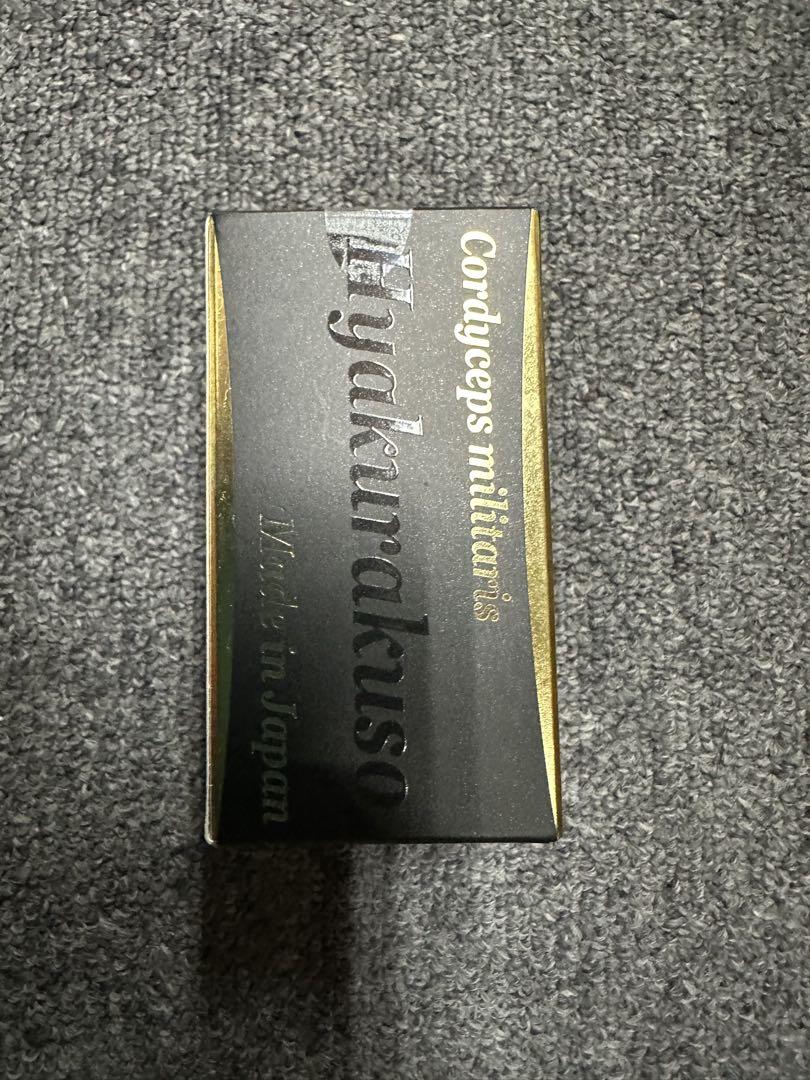 Cordyceps militaris
Hyakurakuso
Made in Japan